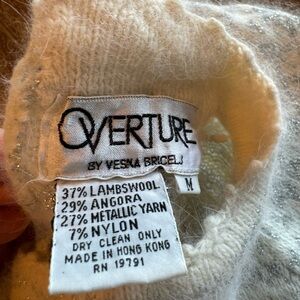 OVERTURE
BY VESNA BRICELJ
M
37% LAMBSWOOL
29% ANGORA
27% METALLIC YARN
7% NYLON
DRY CLEAN ONLY
MADE IN HONG KONG
RN 19791